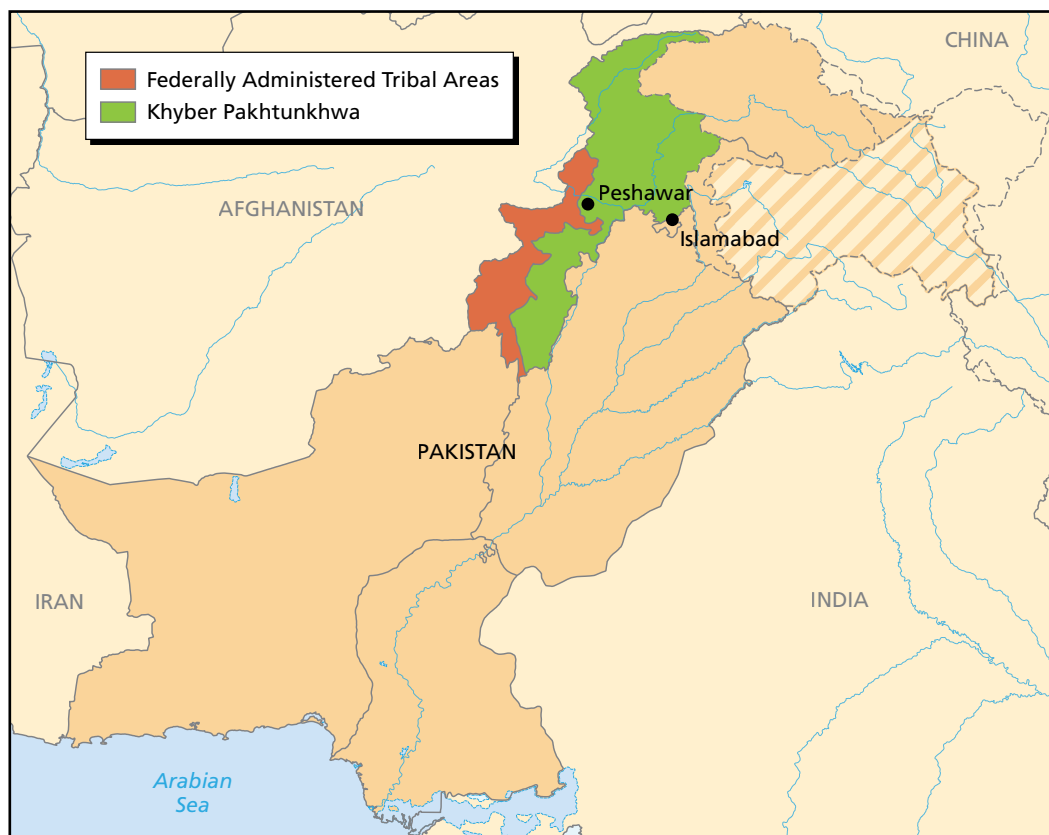 Federally Administered Tribal Areas
Khyber Pakhtunkhwa
CHINA
AFGHANISTAN
Peshawar
Islamabad
PAKISTAN
IRAN
INDIA
Arabian
Sea